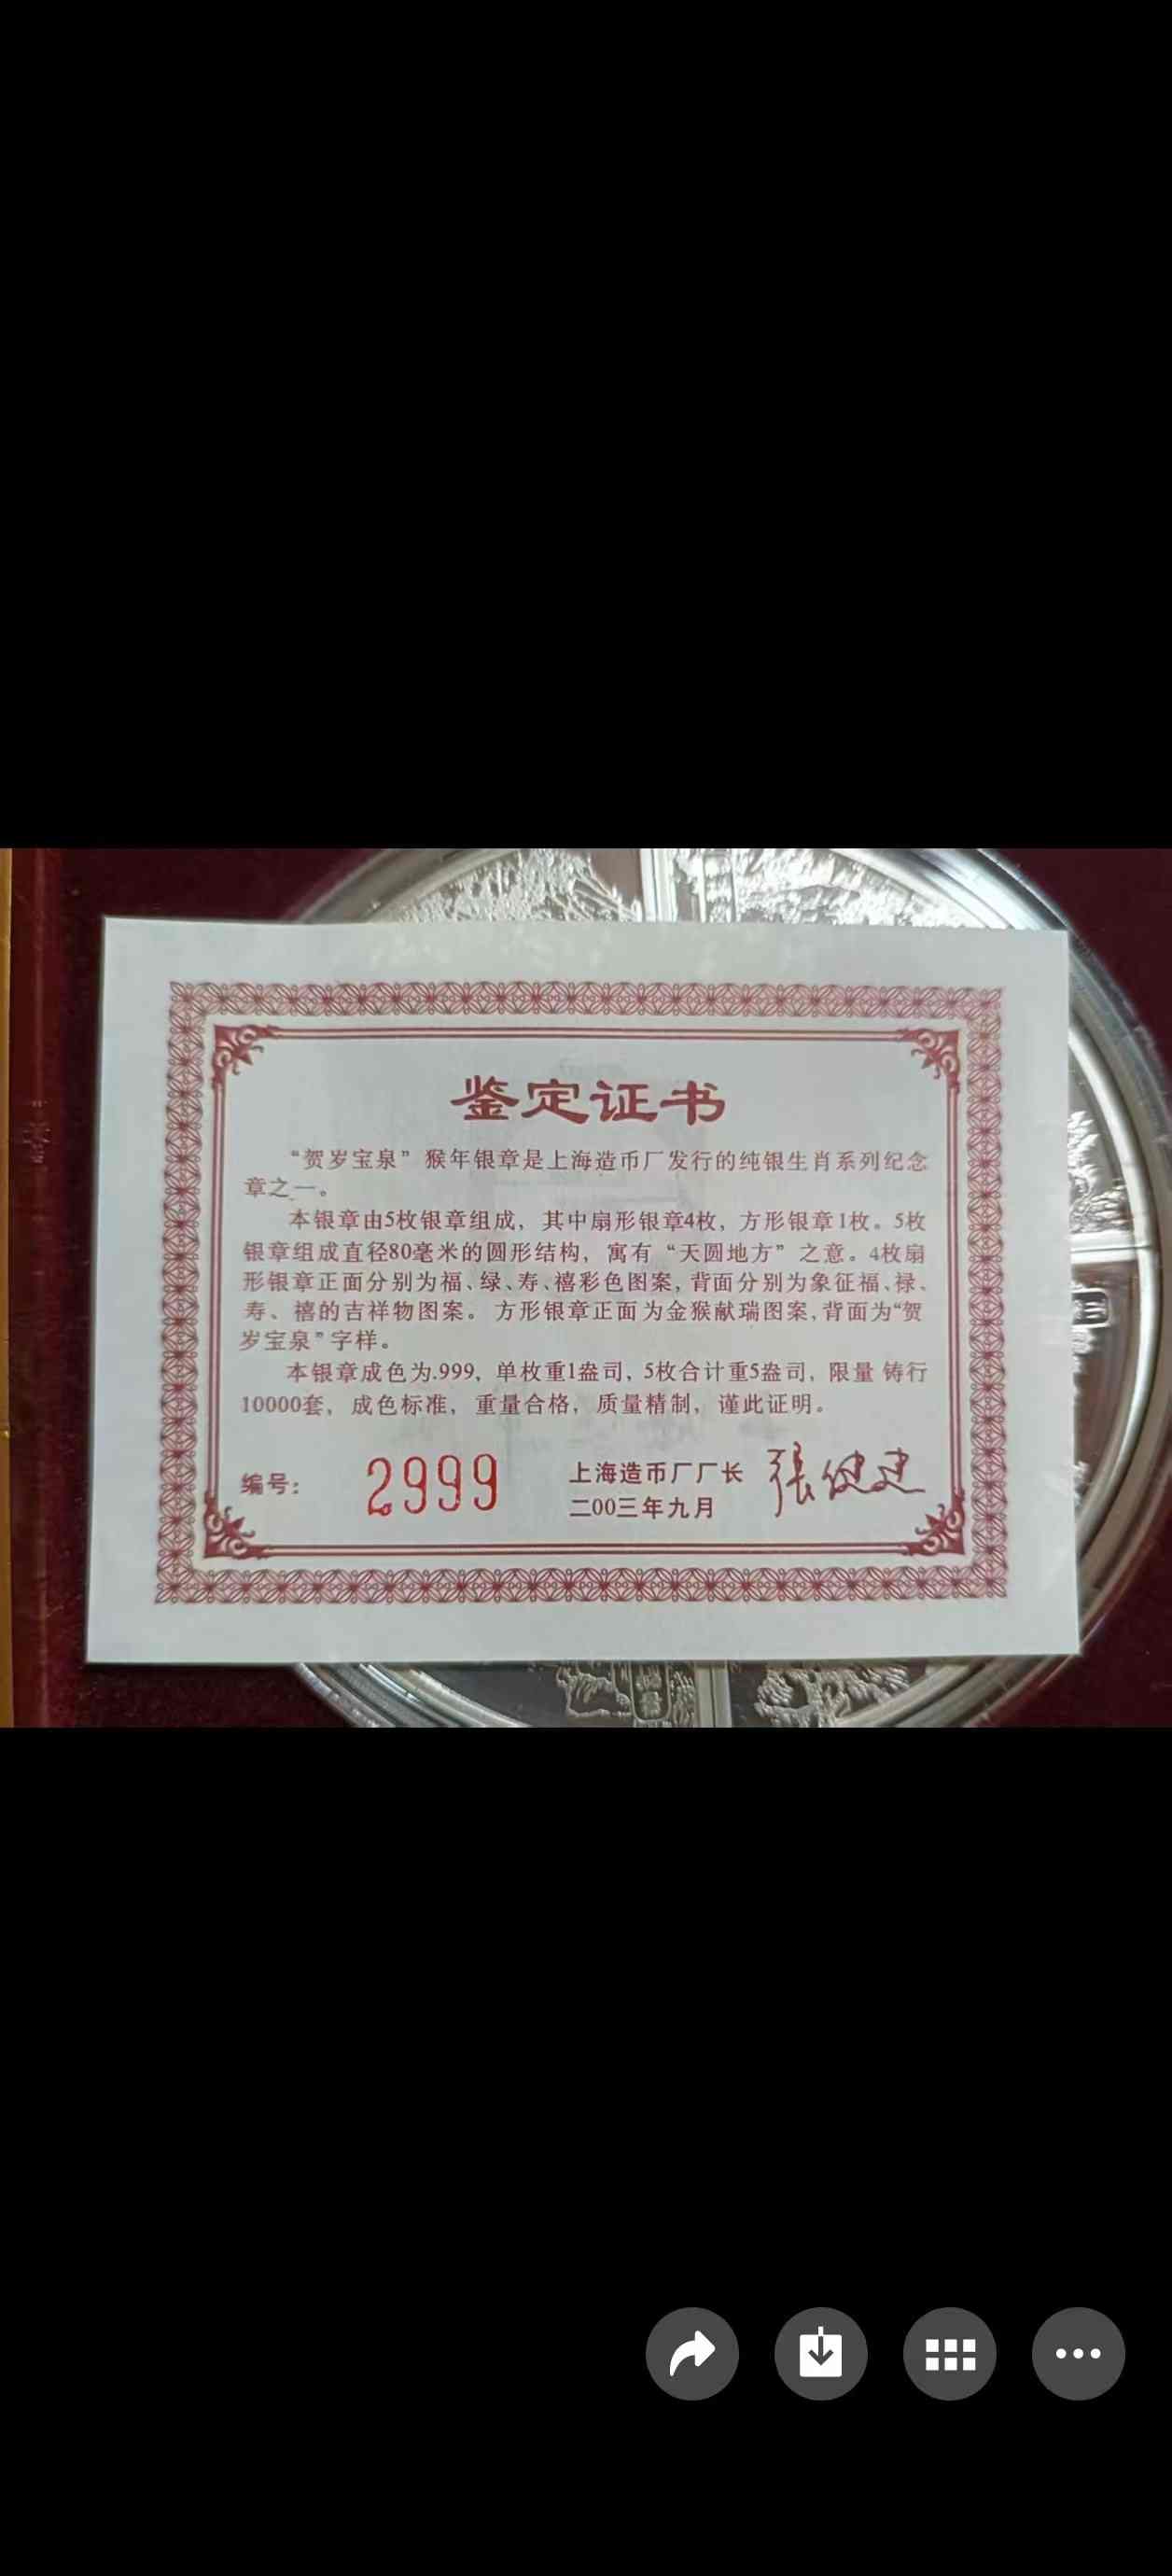 鉴定证书
“贺岁宝泉”猴年银章是上海造币厂发行的纯银生肖系列纪念
章之一。
本银章由5枚银章组成，其中扇形银章4枚，方形银章1枚。5枚
银章组成直径80毫米的圆形结构，寓有“天圆地方”之意。4枚扇
形银章正面分别为福、绿、寿、禧彩色图案，背面分别为象征福、禄、
寿、禧的吉祥物图案。方形银章正面为金猴献瑞图案，背面为“贺
岁宝泉”字样。
本银章成色为.999，单枚重1盎司，5枚合计重5盎司，限量 铸行
10000套，成色标准，重量合格，质量精制，谨此证明。
编号： 2999 上海造币厂厂长 張健建
二00三年九月